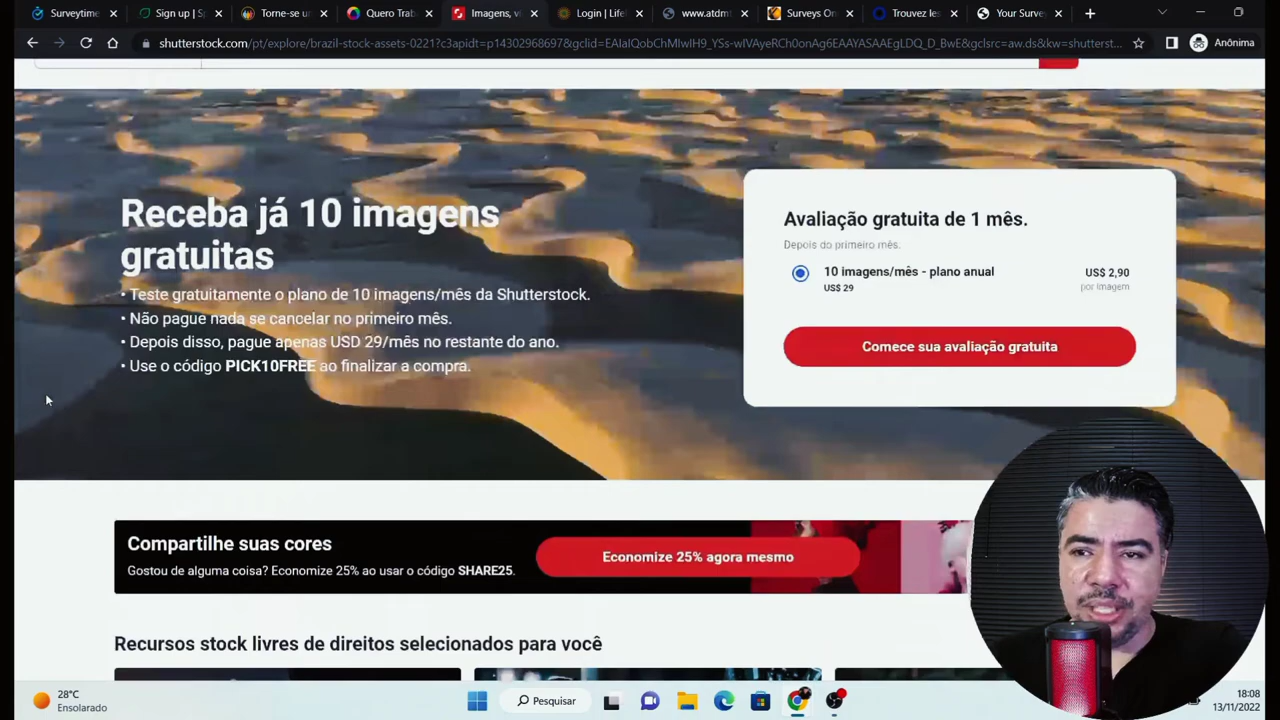 Surveytime
Sign up | Sp
Torne-se u
Quero Trab
Imagens, v
Login | Life
www.atdmt
Surveys On
Trouvez les
Your Survey
shutterstock.com/pt/explore/brazil-stock-assets-0221?c3apidt=p14302968697&gclid=EAIaIQobChMIwIH9_YSs-wIVAyeRCh0onAg6EAAYASAAEgLDQ_D_BwE&gclsrc=aw.ds&kw=shutterst...
Anônima
Receba já 10 imagens
gratuitas
• Teste gratuitamente o plano de 10 imagens/mês da Shutterstock.
• Não pague nada se cancelar no primeiro mês.
• Depois disso, pague apenas USD 29/mês no restante do ano.
• Use o código PICK10FREE ao finalizar a compra.
Avaliação gratuita de 1 mês.
Depois do primeiro mês.
10 imagens/mês - plano anual
US$ 2,90
US$ 29
por imagem
Comece sua avaliação gratuita
Compartilhe suas cores
Gostou de alguma coisa? Economize 25% ao usar o código SHARE25.
Economize 25% agora mesmo
Recursos stock livres de direitos selecionados para você
28°C
Ensolarado
Pesquisar
18:08
13/11/2022